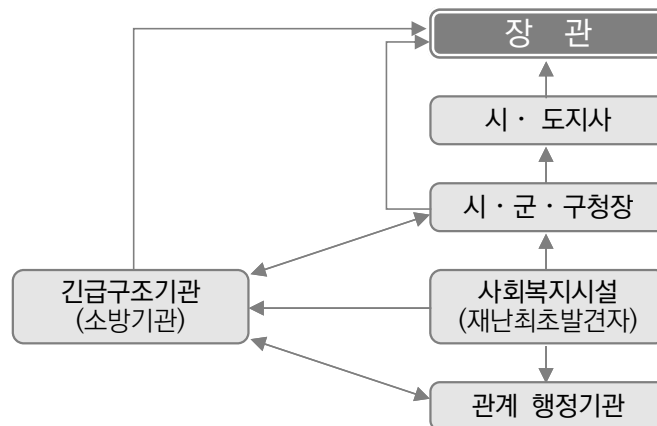 장 관
시 · 도지사
시 · 군 · 구청장
긴급구조기관
(소방기관)
사회복지시설
(재난최초발견자)
관계 행정기관